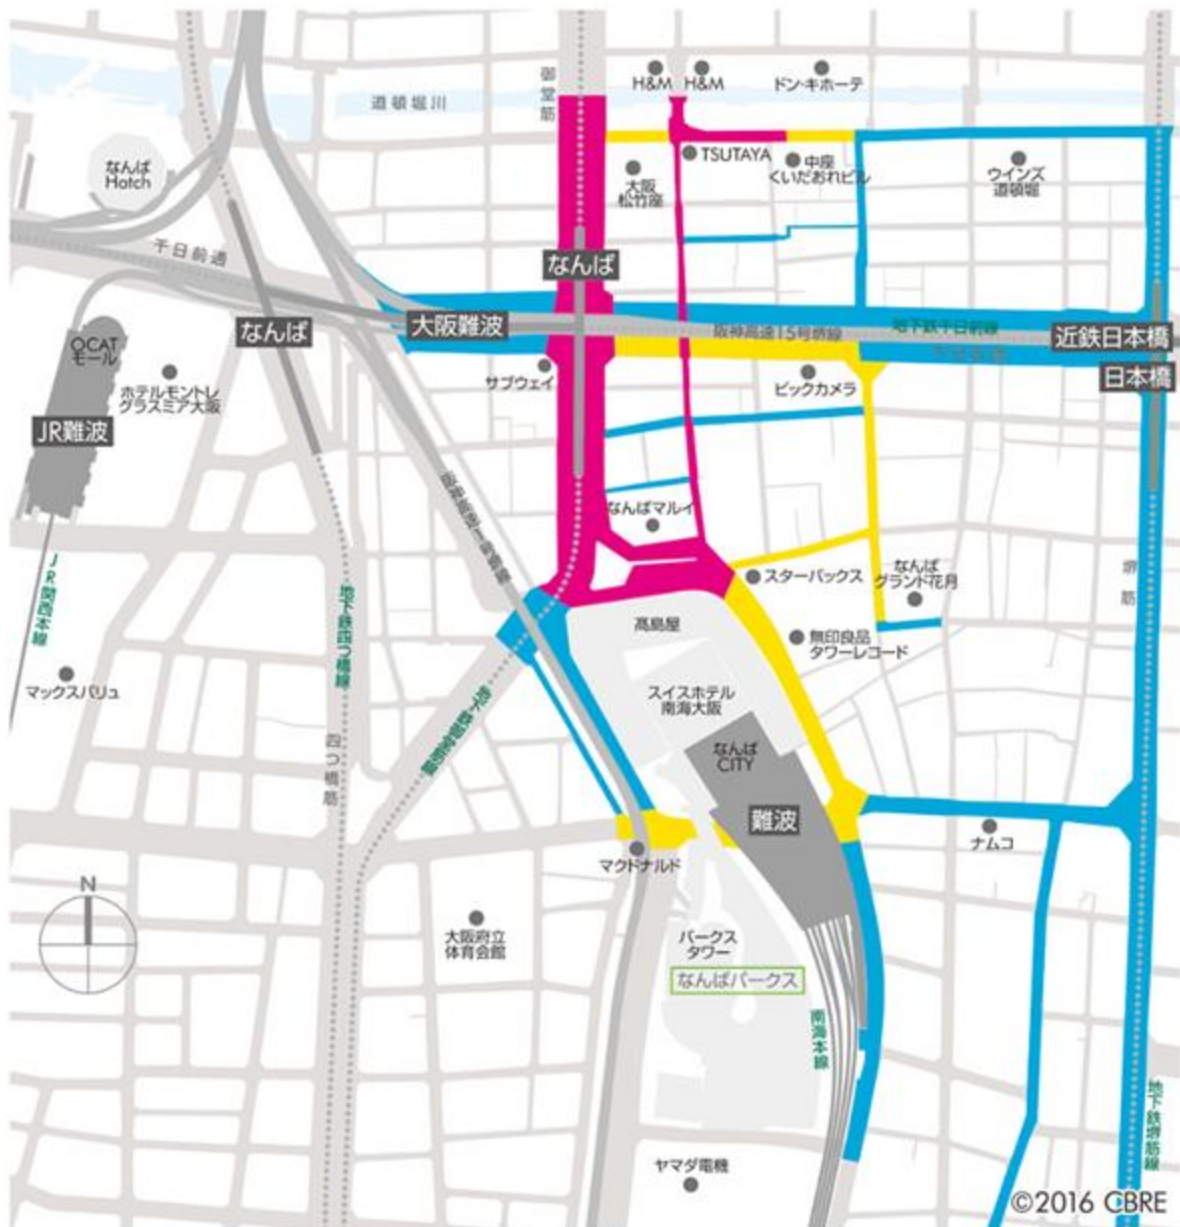 御堂筋
H&M
H&M
ドン・キホーテ
道頓堀川
なんば
Hatch
TSUTAYA
中座
くいだおれビル
大阪
松竹座
ウインズ
道頓堀
千日前通
なんば
なんば
大阪難波
阪神高速15号堺線
地下鉄千日前線
近鉄日本橋
日本橋
OCAT
モール
ホテルモントレ
グラスミア大阪
サブウェイ
ビックカメラ
JR難波
なんばマルイ
スターバックス
なんば
グランド花月
堺筋
JR関西本線
地下鉄四つ橋線
髙島屋
無印良品
タワーレコード
マックスバリュ
スイスホテル
南海大阪
四つ橋筋
なんば
CITY
難波
マクドナルド
ナムコ
N
大阪府立
体育会館
パークス
タワー
なんばパークス
南海本線
地下鉄堺筋線
ヤマダ電機
©2016 CBRE